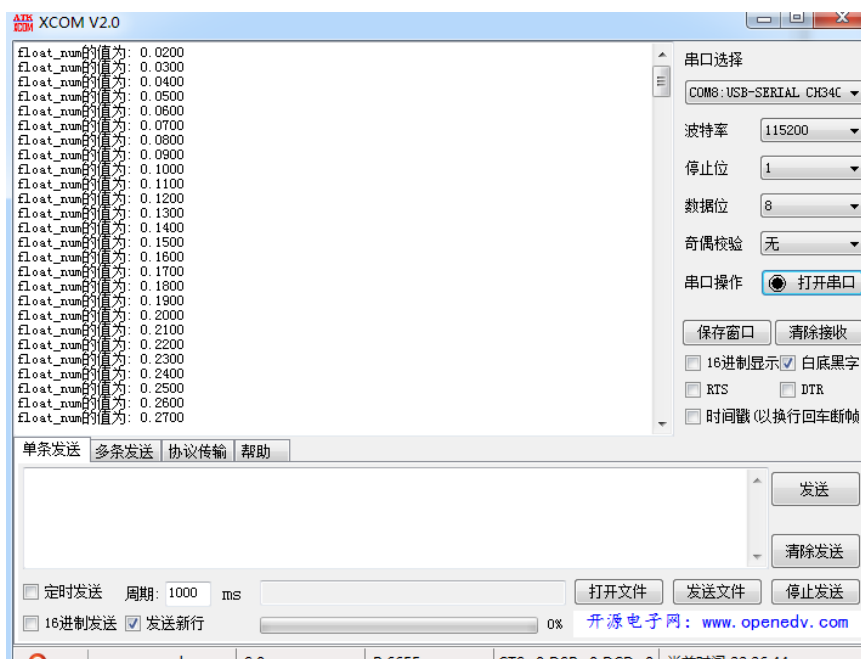 ATK XCOM XCOM V2.0
float_num的值为: 0.0200
float_num的值为: 0.0300
float_num的值为: 0.0400
float_num的值为: 0.0500
float_num的值为: 0.0600
float_num的值为: 0.0700
float_num的值为: 0.0800
float_num的值为: 0.0900
float_num的值为: 0.1000
float_num的值为: 0.1100
float_num的值为: 0.1200
float_num的值为: 0.1300
float_num的值为: 0.1400
float_num的值为: 0.1500
float_num的值为: 0.1600
float_num的值为: 0.1700
float_num的值为: 0.1800
float_num的值为: 0.1900
float_num的值为: 0.2000
float_num的值为: 0.2100
float_num的值为: 0.2200
float_num的值为: 0.2300
float_num的值为: 0.2400
float_num的值为: 0.2500
float_num的值为: 0.2600
float_num的值为: 0.2700
串口选择
COM8:USB-SERIAL CH34C
波特率 115200
停止位 1
数据位 8
奇偶校验 无
串口操作 打开串口
保存窗口 清除接收
16进制显示 白底黑字
RTS DTR
时间戳(以换行回车断帧
单条发送 多条发送 协议传输 帮助
发送
清除发送
定时发送 周期: 1000 ms 打开文件 发送文件 停止发送
16进制发送 发送新行 0% 开源电子网: www.openedv.com